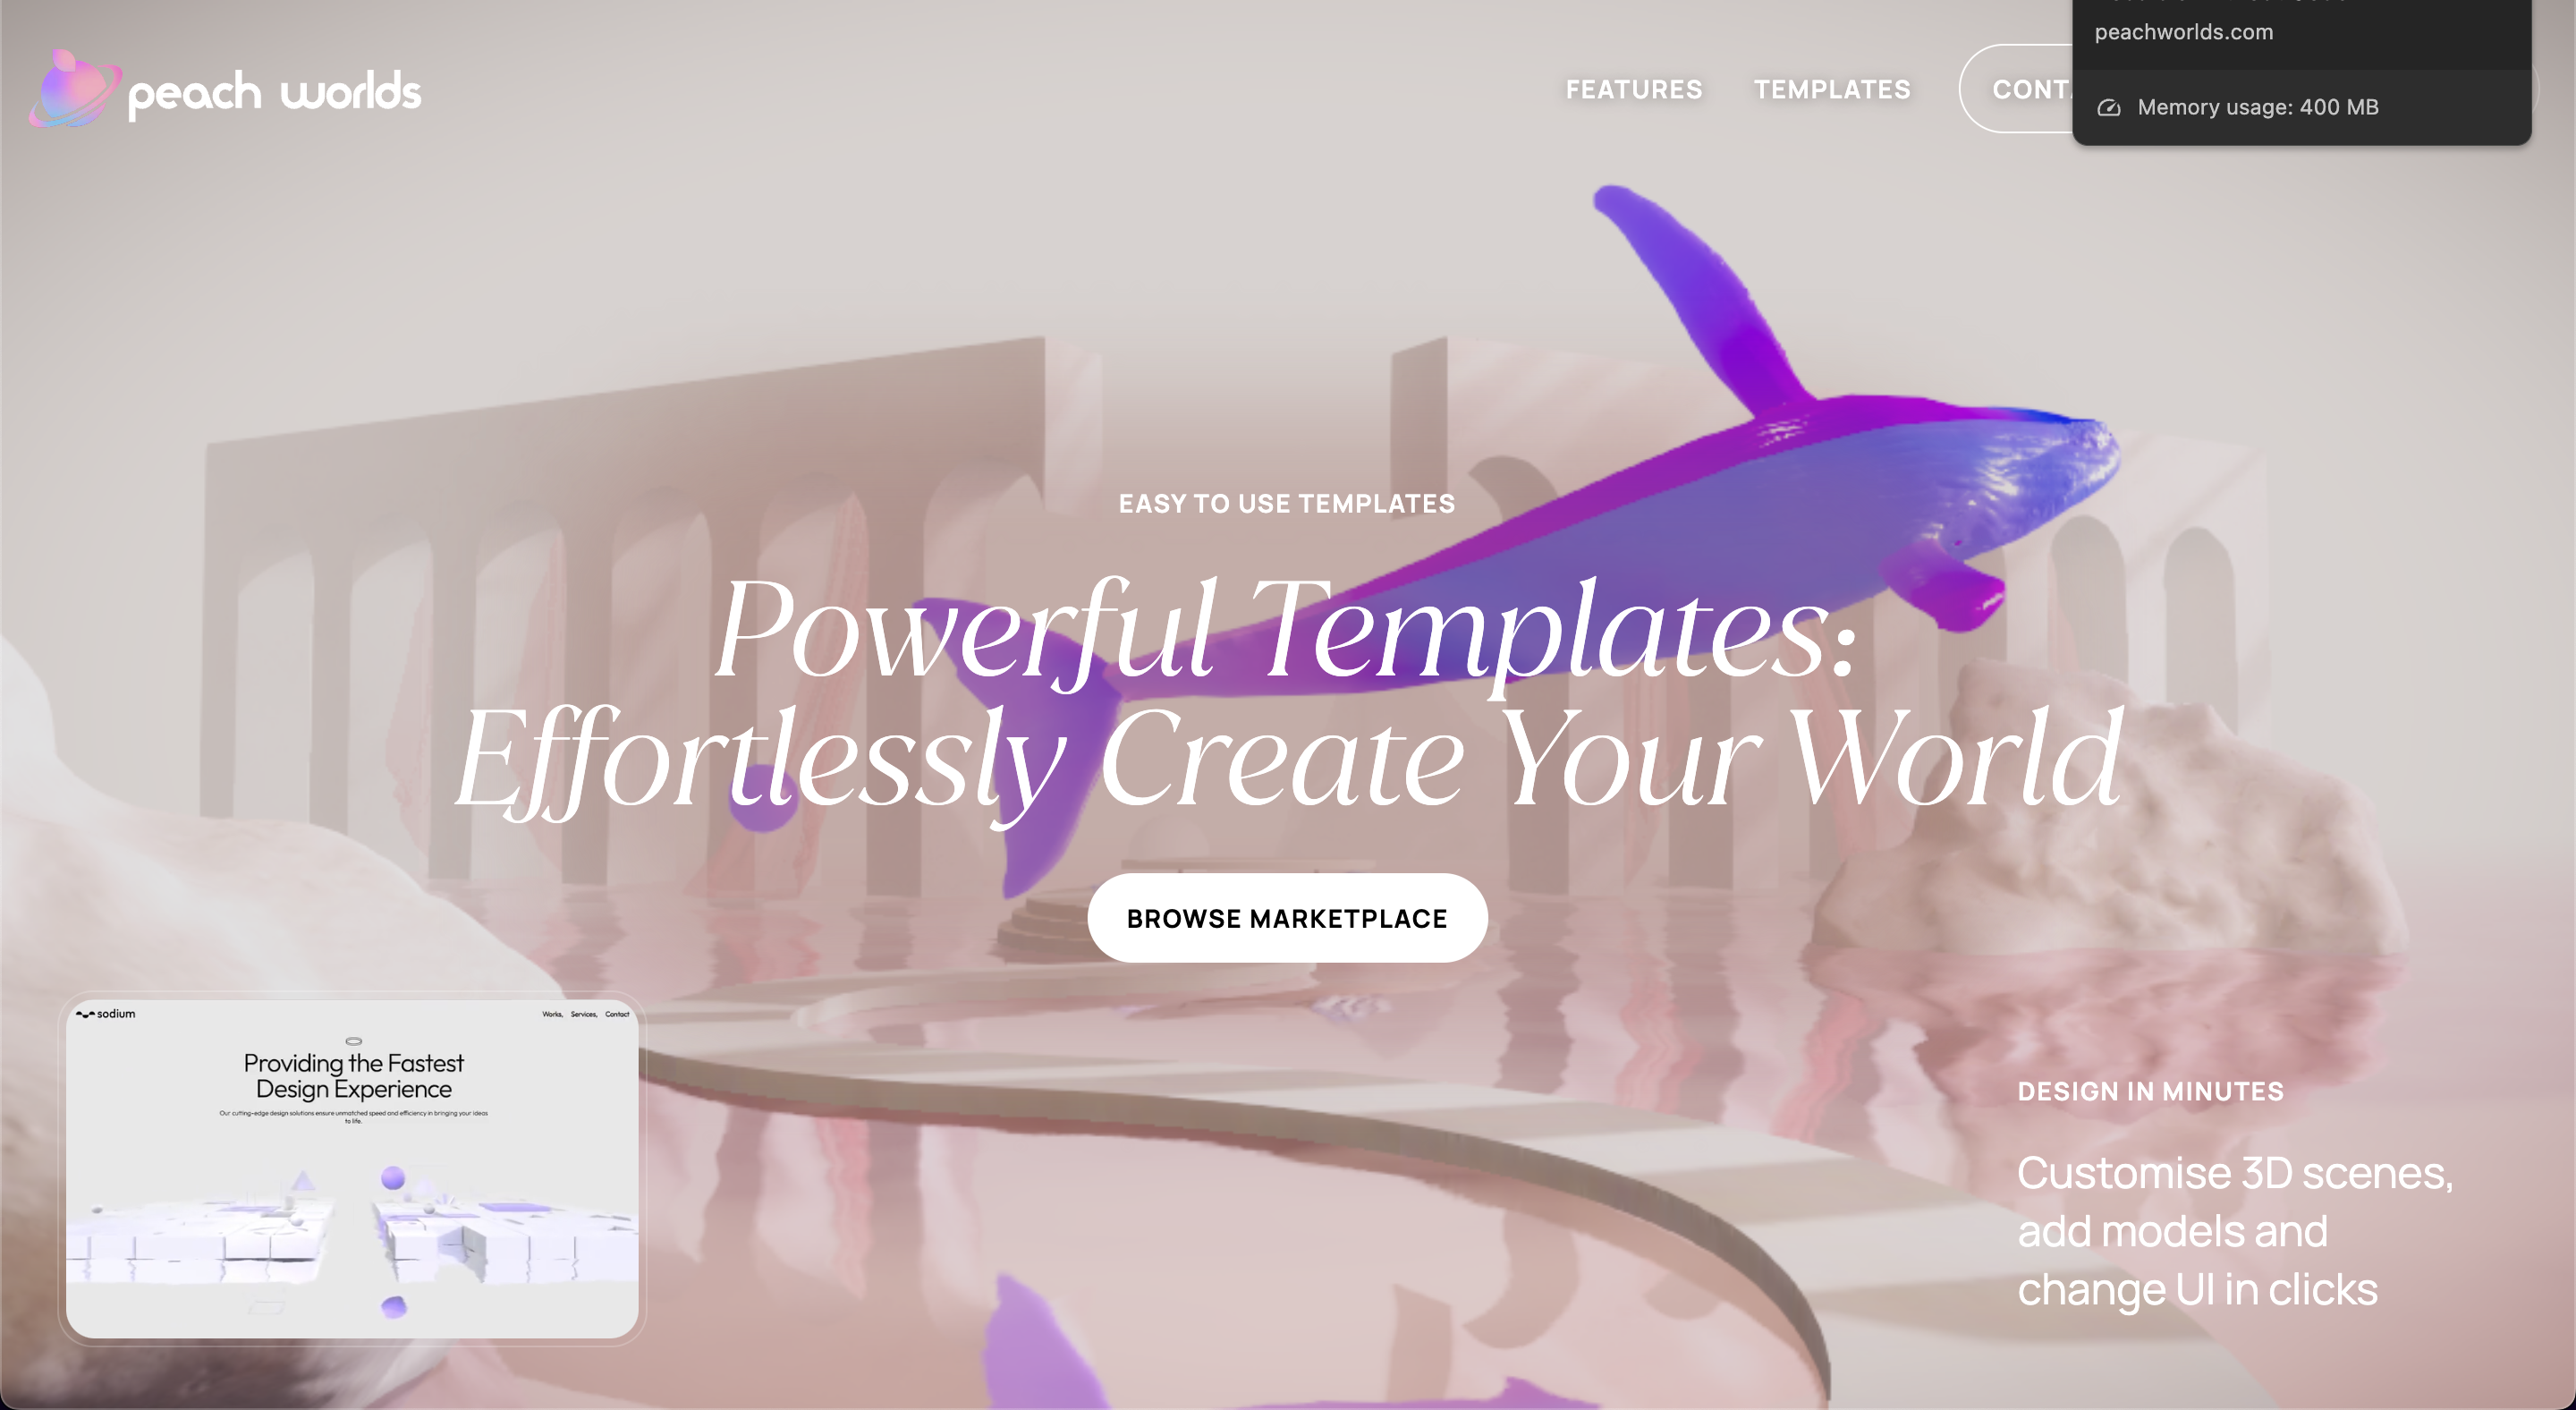 peachworlds.com
Memory usage: 400 MB
peach worlds
FEATURES
TEMPLATES
EASY TO USE TEMPLATES
Powerful Templates:
Effortlessly Create Your World
BROWSE MARKETPLACE
sodium
Works,
Services,
Contact
Providing the Fastest
Design Experience
Our cutting-edge design solutions ensure unmatched speed and efficiency in bringing your ideas
to life.
DESIGN IN MINUTES
Customise 3D scenes,
add models and
change UI in clicks